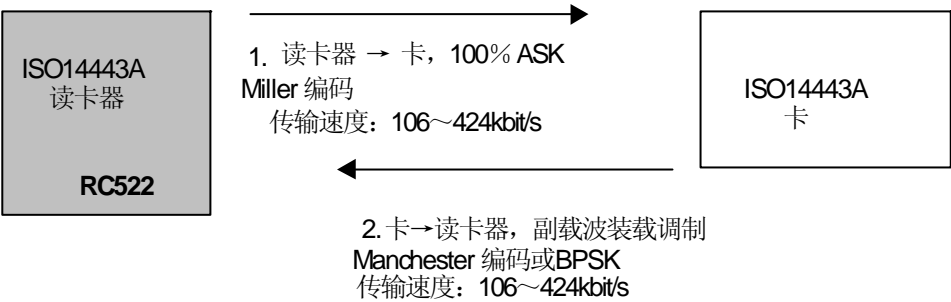 ISO14443A
读卡器
RC522
1. 读卡器 → 卡，100% ASK
Miller 编码
传输速度：106～424kbit/s
ISO14443A
卡
2.卡→读卡器，副载波装载调制
Manchester 编码或BPSK
传输速度：106～424kbit/s